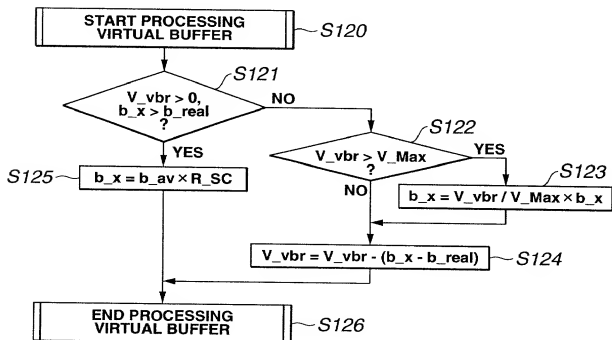 START PROCESSING
VIRTUAL BUFFER
S120
S121
V_vbr > 0,
b_x > b_real
?
NO
YES
S122
V_vbr > V_Max
?
YES
NO
S123
b_x = V_vbr / V_Max × b_x
S125
b_x = b_av × R_SC
V_vbr = V_vbr - (b_x - b_real)
S124
END PROCESSING
VIRTUAL BUFFER
S126